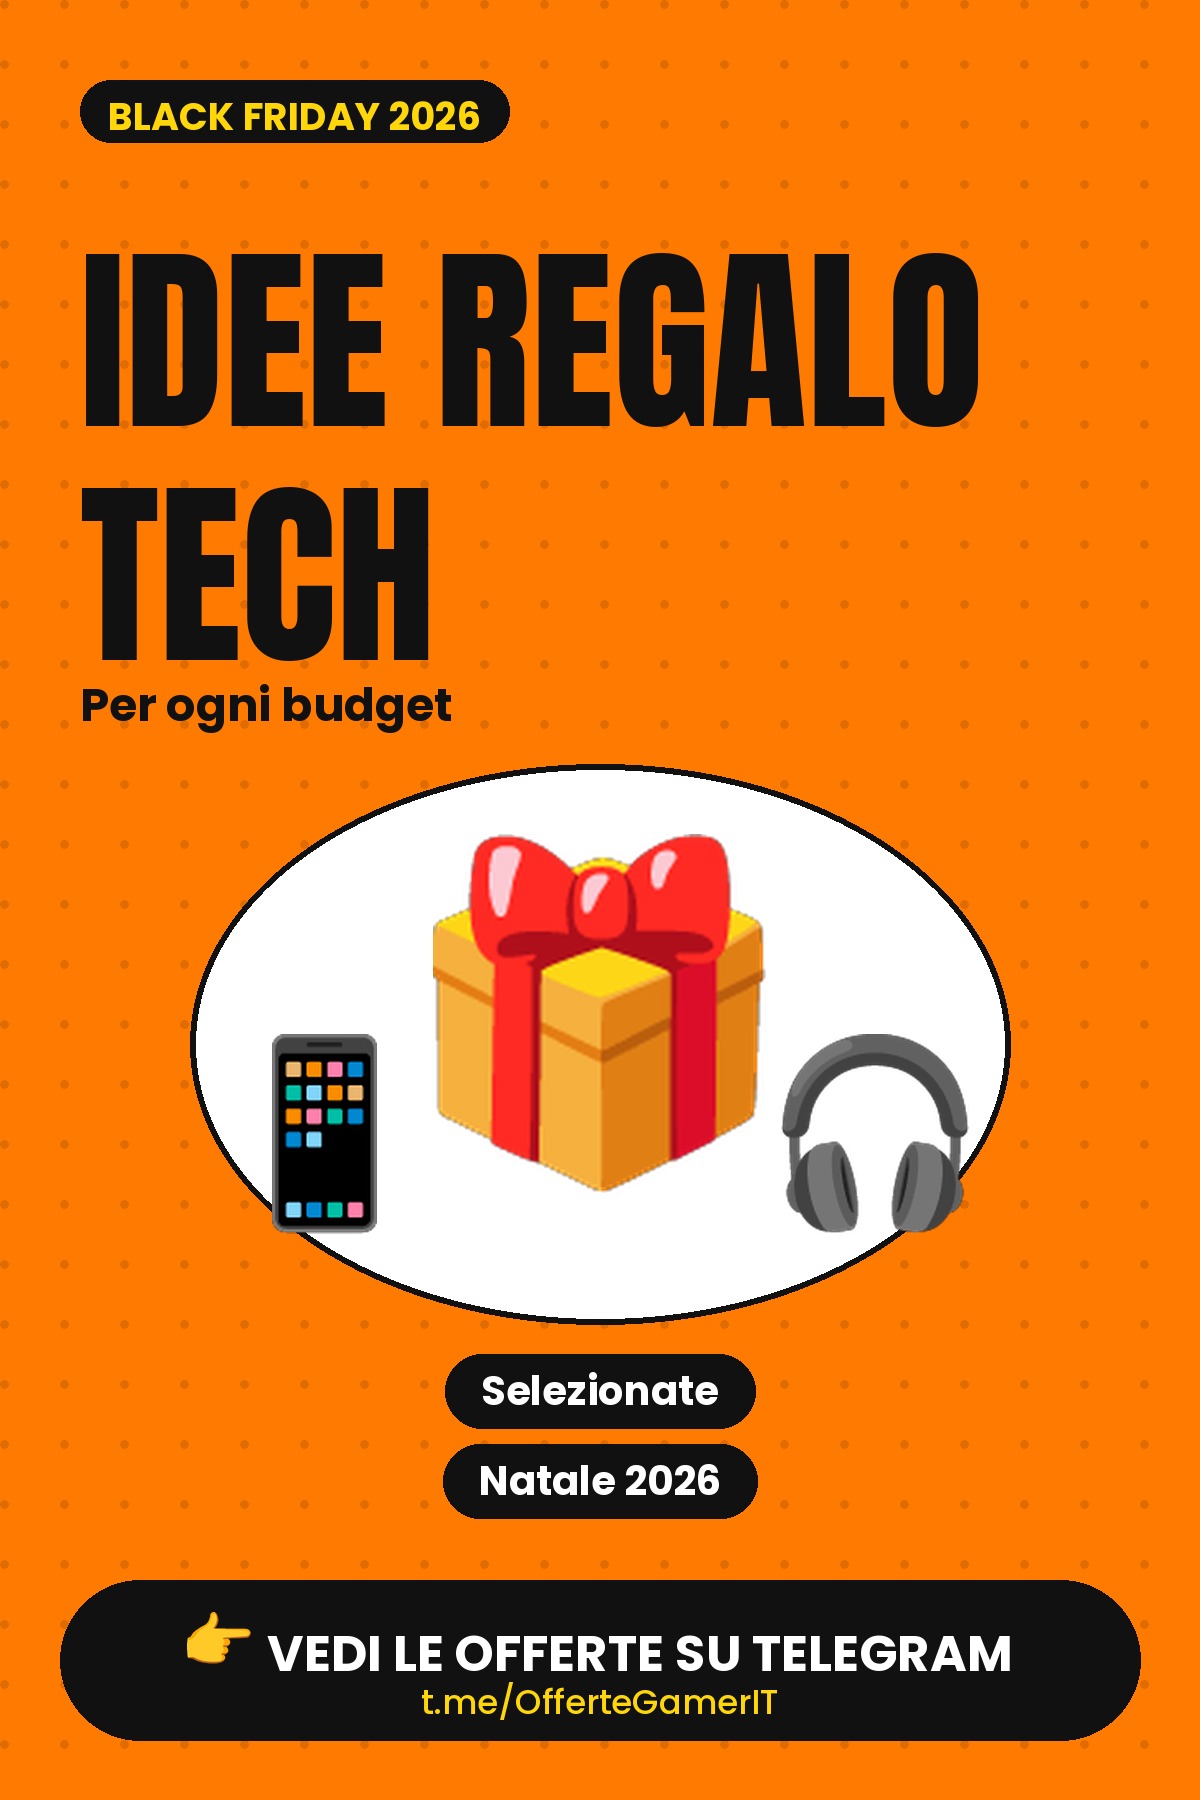 BLACK FRIDAY 2026
IDEE REGALO
TECH
Per ogni budget
Selezionate
Natale 2026
VEDI LE OFFERTE SU TELEGRAM
t.me/OfferteGamerIT